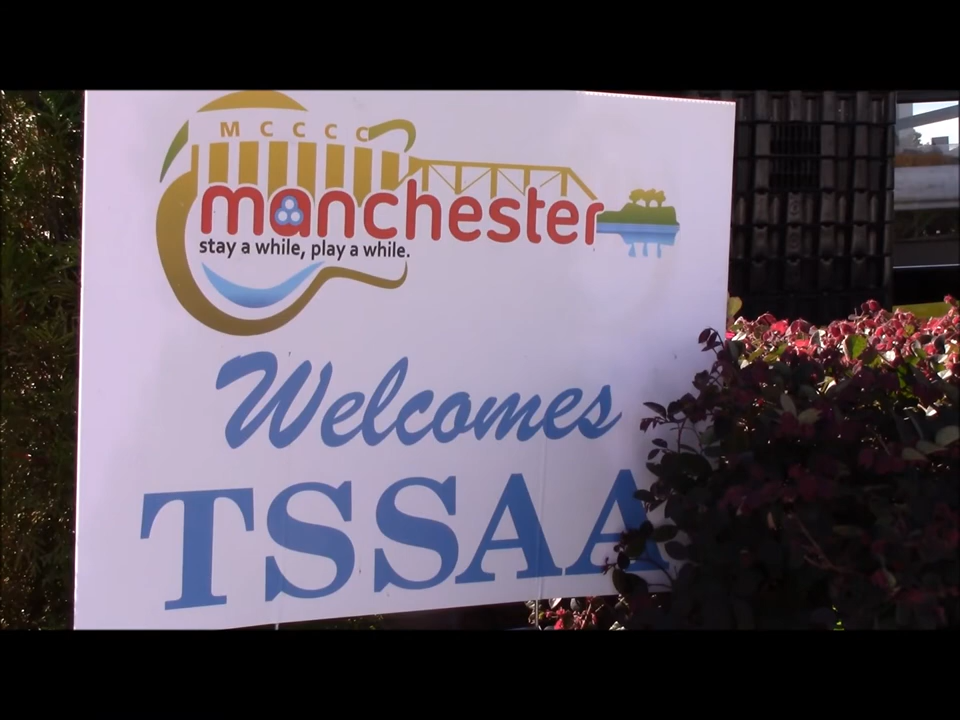 MCCCC
manchester
stay a while, play a while.
Welcomes
TSSAA